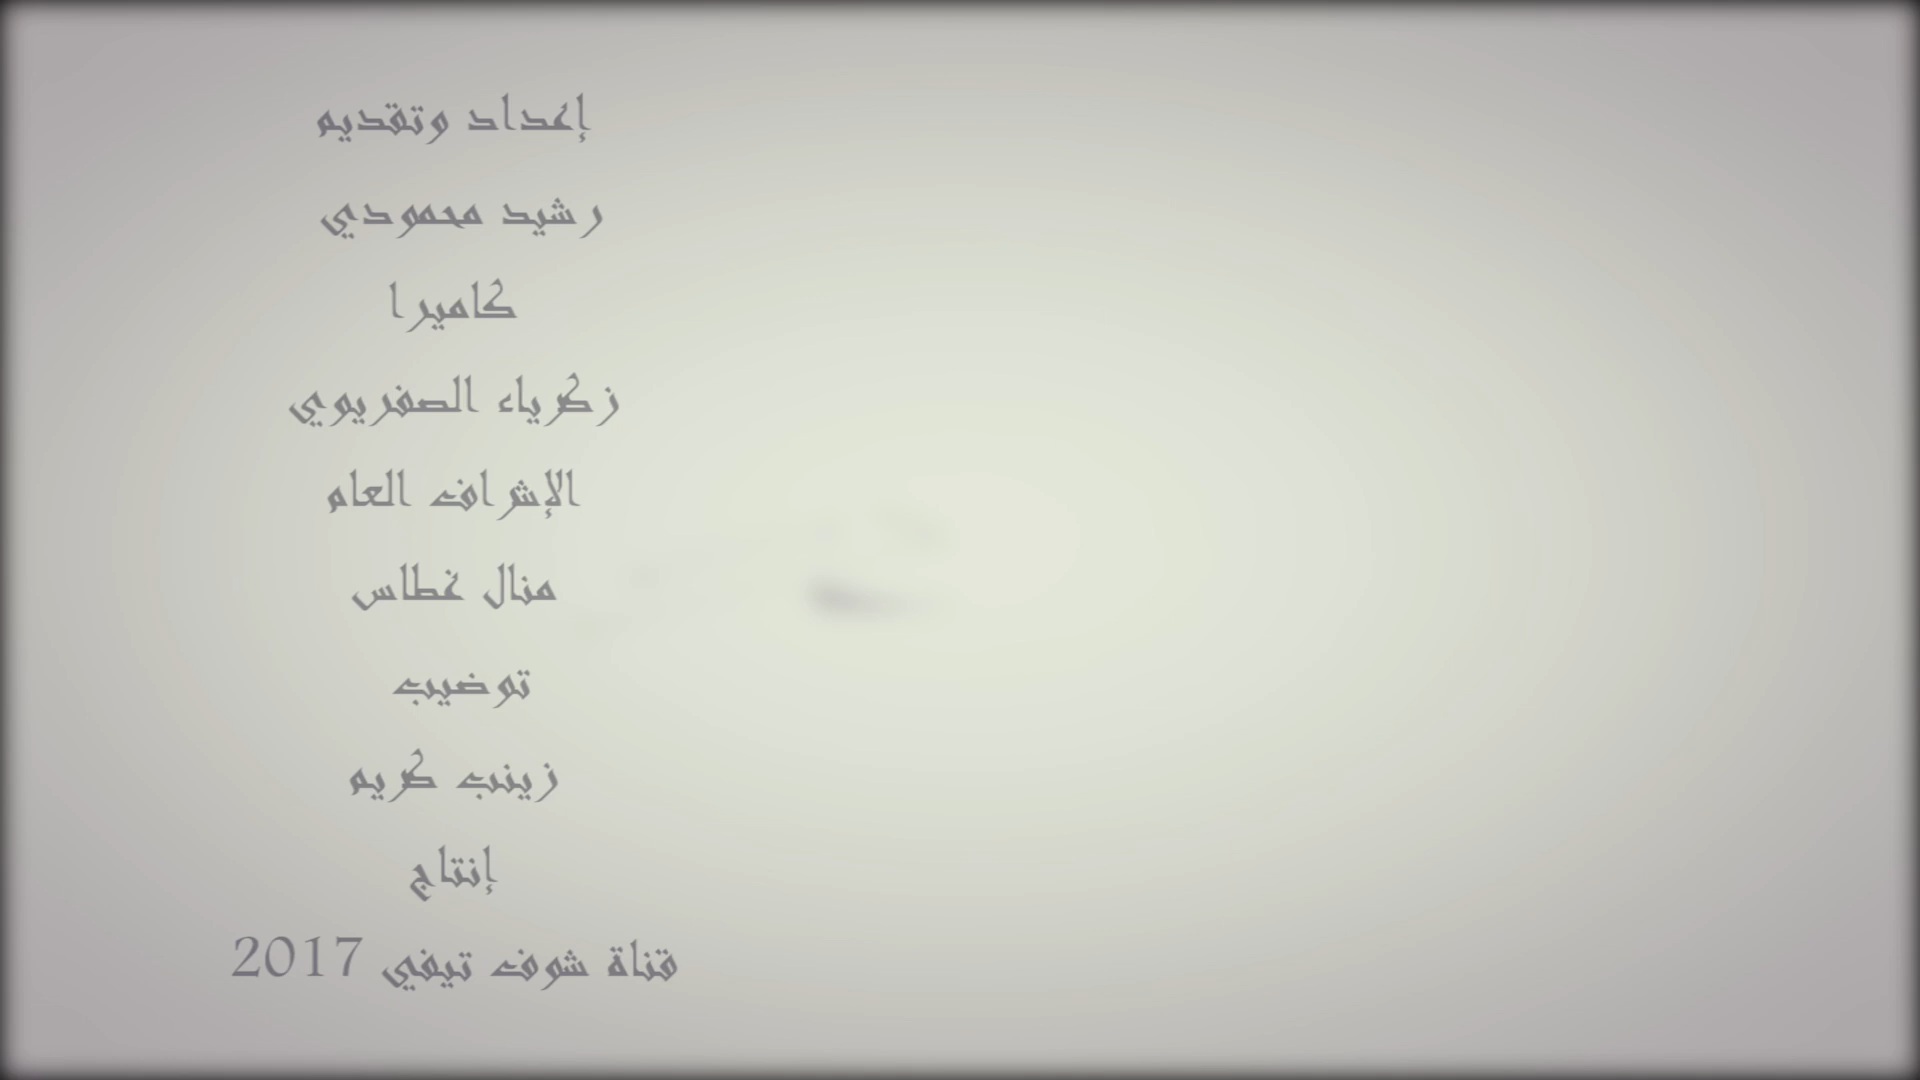 إعداد وتقديم
رشيد محمودي
كاميرا
زكرياء الصفريوي
الإشراف العام
منال غطاس
توضيب
زينب كريم
إنتاج
قناة شوف تيفي 2017